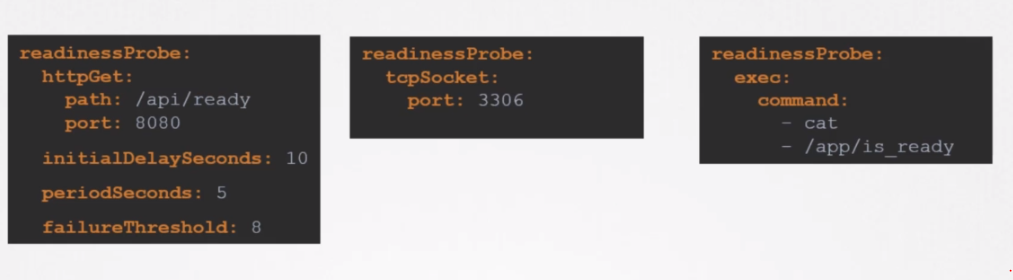 readinessProbe:
  httpGet:
    path: /api/ready
    port: 8080
  initialDelaySeconds: 10
  periodSeconds: 5
  failureThreshold: 8
readinessProbe:
  tcpSocket:
    port: 3306
readinessProbe:
  exec:
    command:
      - cat
      - /app/is_ready